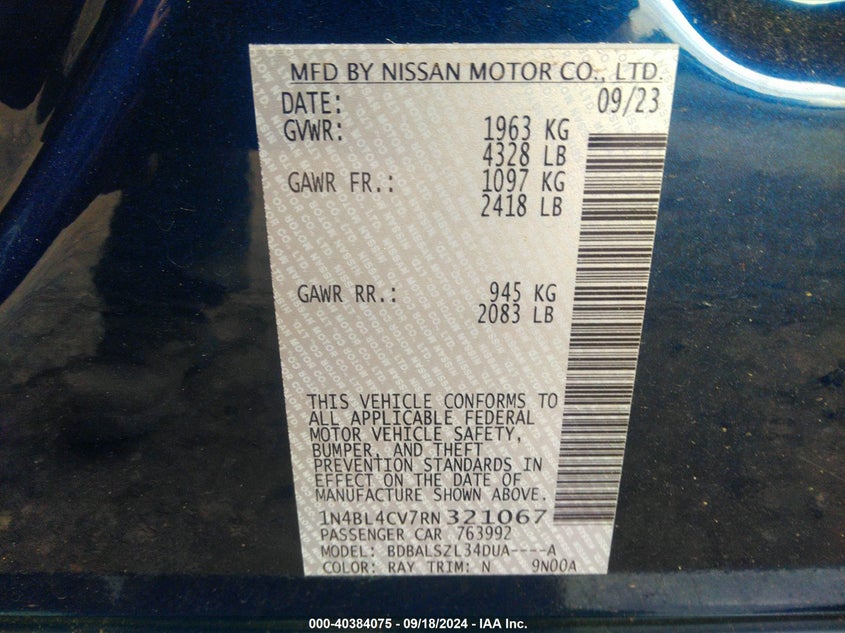 MFD BY NISSAN MOTOR CO., LTD.
DATE: 09/23
GVWR: 1963 KG
4328 LB
GAWR FR.: 1097 KG
2418 LB
GAWR RR.: 945 KG
2083 LB
THIS VEHICLE CONFORMS TO
ALL APPLICABLE FEDERAL
MOTOR VEHICLE SAFETY,
BUMPER, AND THEFT
PREVENTION STANDARDS IN
EFFECT ON THE DATE OF
MANUFACTURE SHOWN ABOVE.
1N4BL4CV7RN321067
PASSENGER CAR 763992
MODEL: BDBALSZL34DUA----A
COLOR: RAY TRIM: N 9N00A
000-40384075 - 09/18/2024 - IAA Inc.